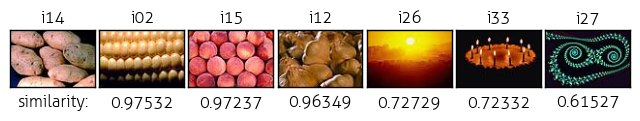 i14 i02 i15 i12 i26 i33 i27
similarity: 0.97532 0.97237 0.96349 0.72729 0.72332 0.61527